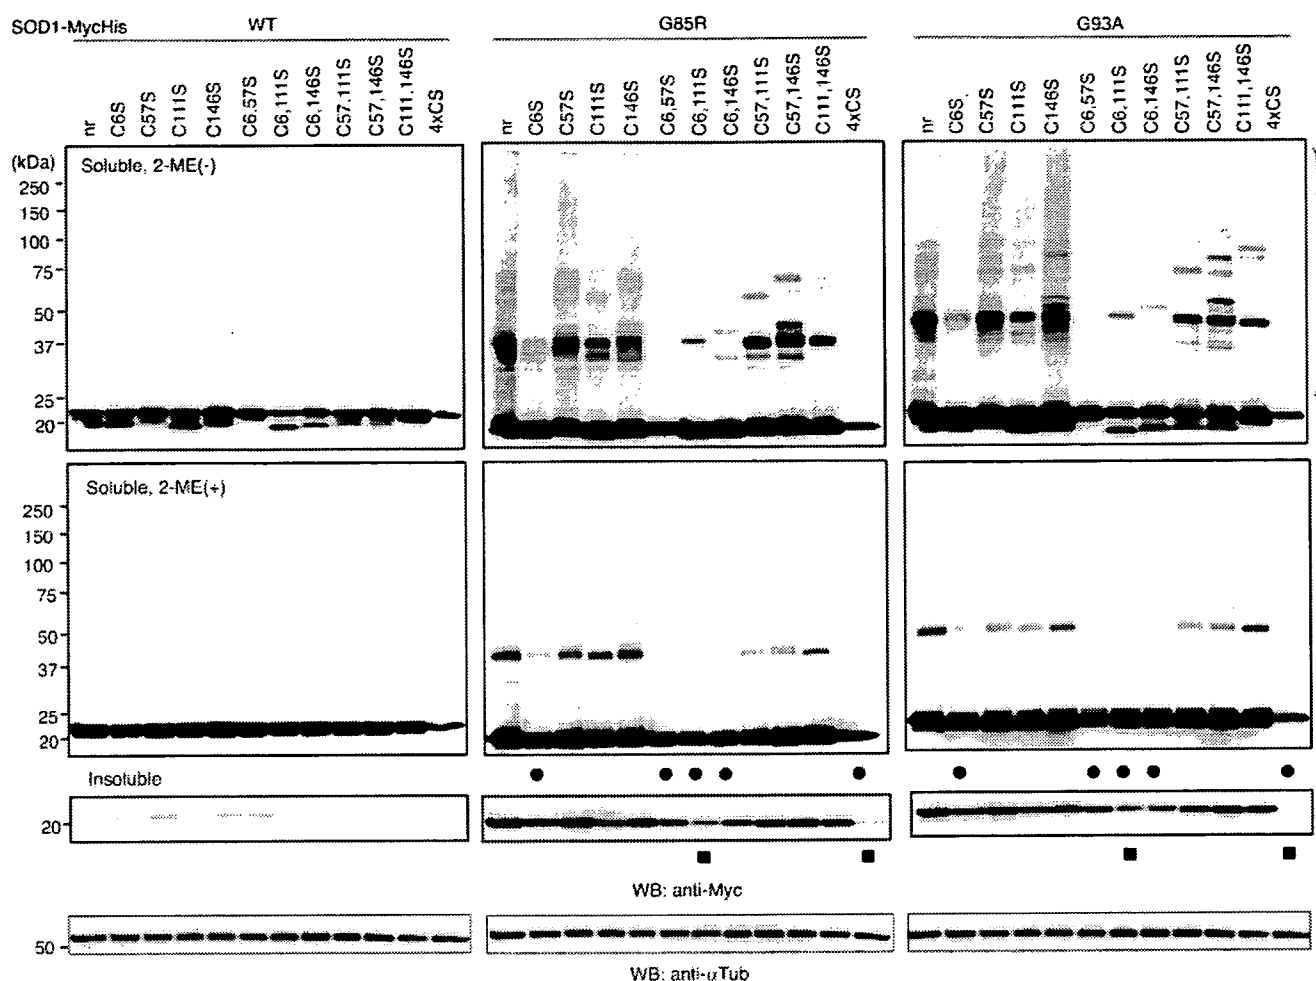 SOD1-MycHis WT G85R G93A
nr C6S C57S C111S C146S C6,57S C6,111S C6,146S C57,111S C57,146S C111,146S 4xCS
nr C6S C57S C111S C146S C6,57S C6,111S C6,146S C57,111S C57,146S C111,146S 4xCS
nr C6S, C57S C111S C146S C6,57S C6,111S C6,146S C57,111S C57,146S C111,146S 4xCS
(kDa) Soluble, 2-ME(-)
250
150
100
75
50
37
25
20
Soluble, 2-ME(+)
250
150
100
75
50
37
25
20
Insoluble
20
WB: anti-Myc
50
WB: anti-αTub